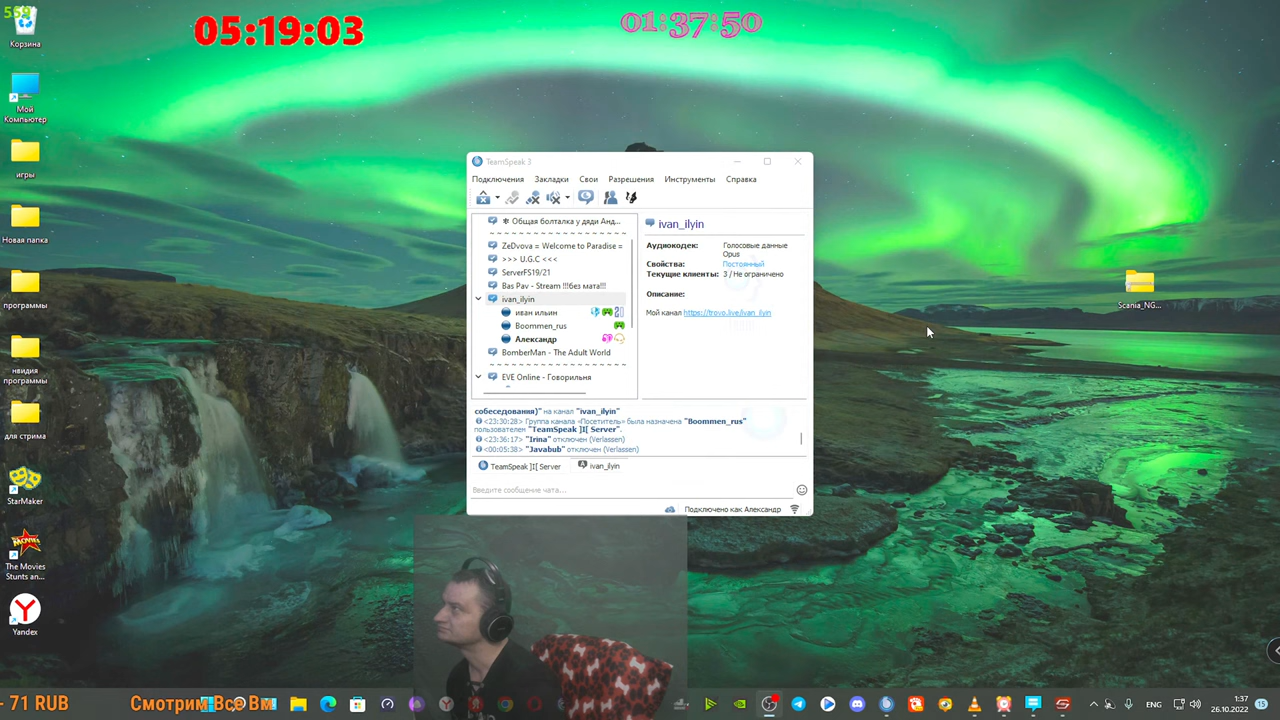 05:19:03
01:37:50
Корзина
Мой
Компьютер
игры
Новая папка
программы
нвидия
программы
для стрима
StarMaker
The Movies
Stunts an...
Yandex
Scania_NG...
TeamSpeak 3
Подключения Закладки Свои Разрешения Инструменты Справка
✻ Общая болталка у дяди Анд...
~ ~ ~ ~ ~ ~ ~ ~ ~ ~ ~ ~ ~ ~ ~ ~
ZeDvova = Welcome to Paradise =
>>> U.G.C <<<
ServerFS19/21
Bas Pav - Stream !!!без мата!!!
ivan_ilyin
иван ильин
Boommen_rus
Александр
BomberMan - The Adult World
~ ~ ~ ~ ~ ~ ~ ~ ~ ~ ~ ~ ~ ~ ~ ~
EVE Online - Говорильня
ivan_ilyin
Аудиокодек: Голосовые данные
Opus
Свойства: Постоянный
Текущие клиенты: 3 / Не ограничено
Описание:
Мой канал https://trovo.live/ivan_ilyin
собеседования)" на канал "ivan_ilyin"
<23:30:28> Группа канала «Посетитель» была назначена "Boommen_rus"
пользователен "TeamSpeak ]I[ Server".
<23:36:17> "Irina" отключен (Verlassen)
<00:05:38> "Javabub" отключен (Verlassen)
TeamSpeak ]I[ Server ivan_ilyin
Введите сообщение чата...
Подключено как Александр
- 71 RUB Смотрим Все Вм
ENG 1:37
26.10.2022 15